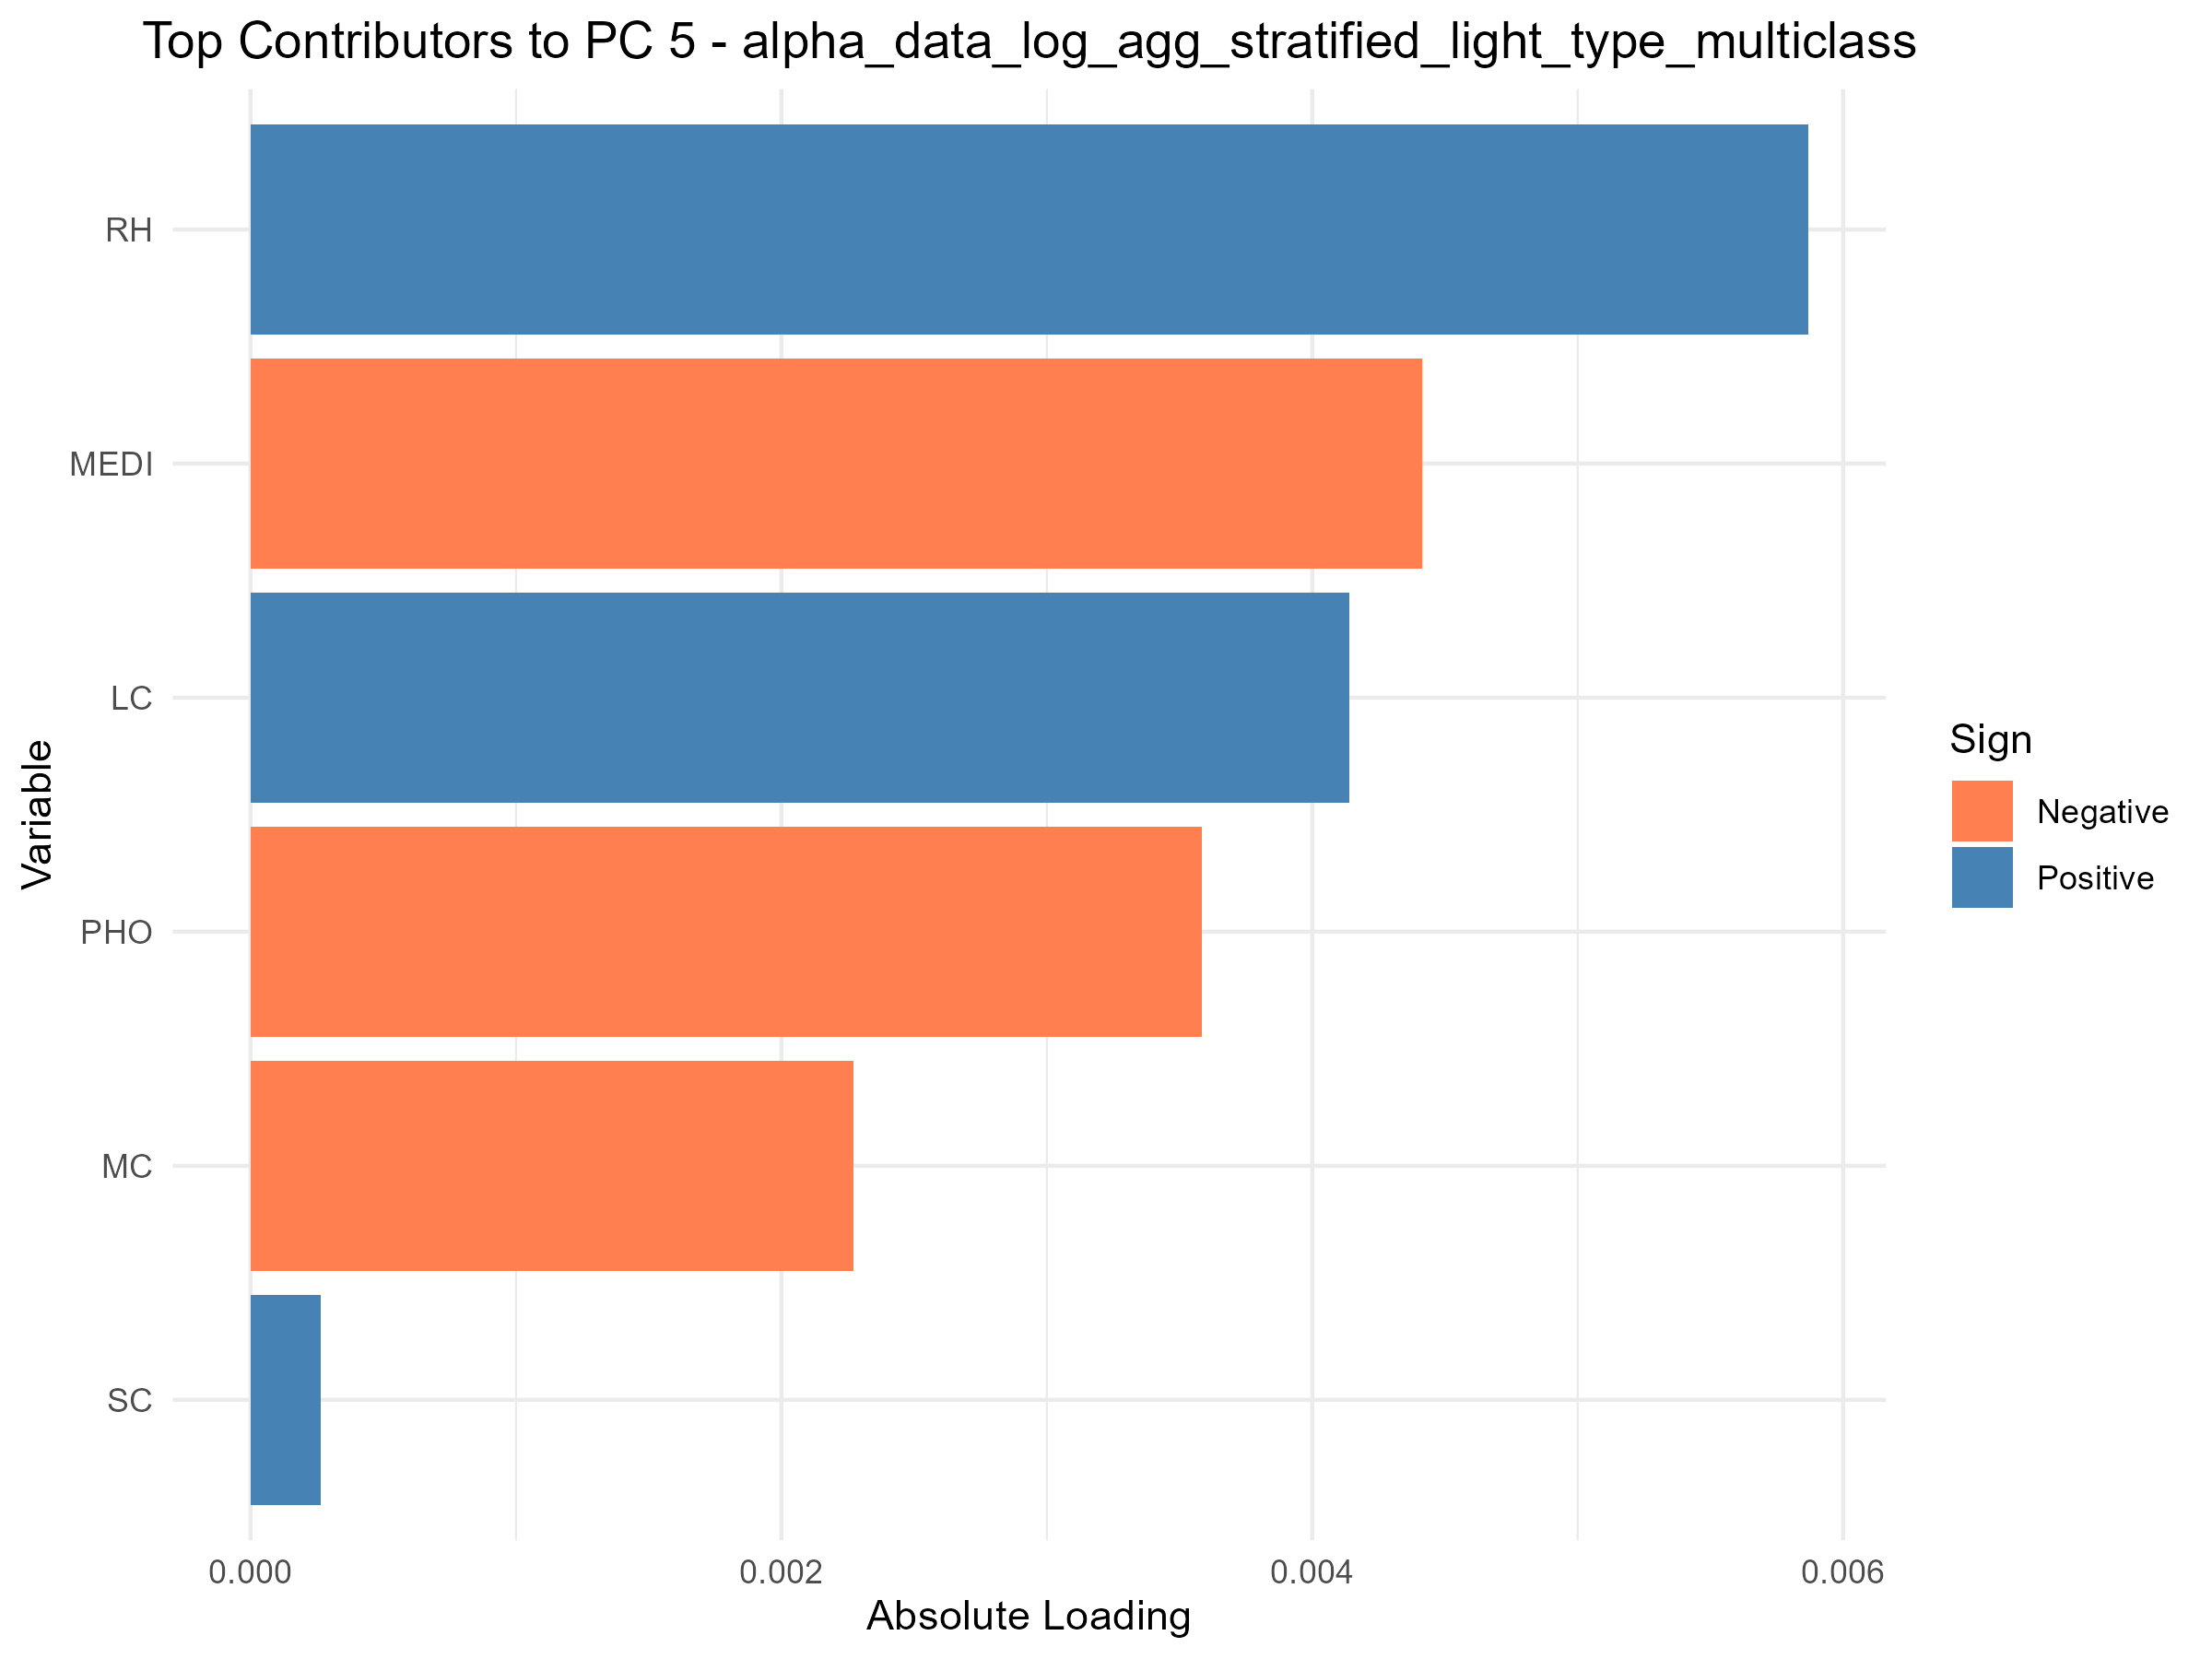 Top Contributors to PC 5 - alpha_data_log_agg_stratified_light_type_multiclass
RH
MEDI
LC
PHO
MC
SC
Variable
0.000
0.002
0.004
0.006
Absolute Loading
Sign
Negative
Positive